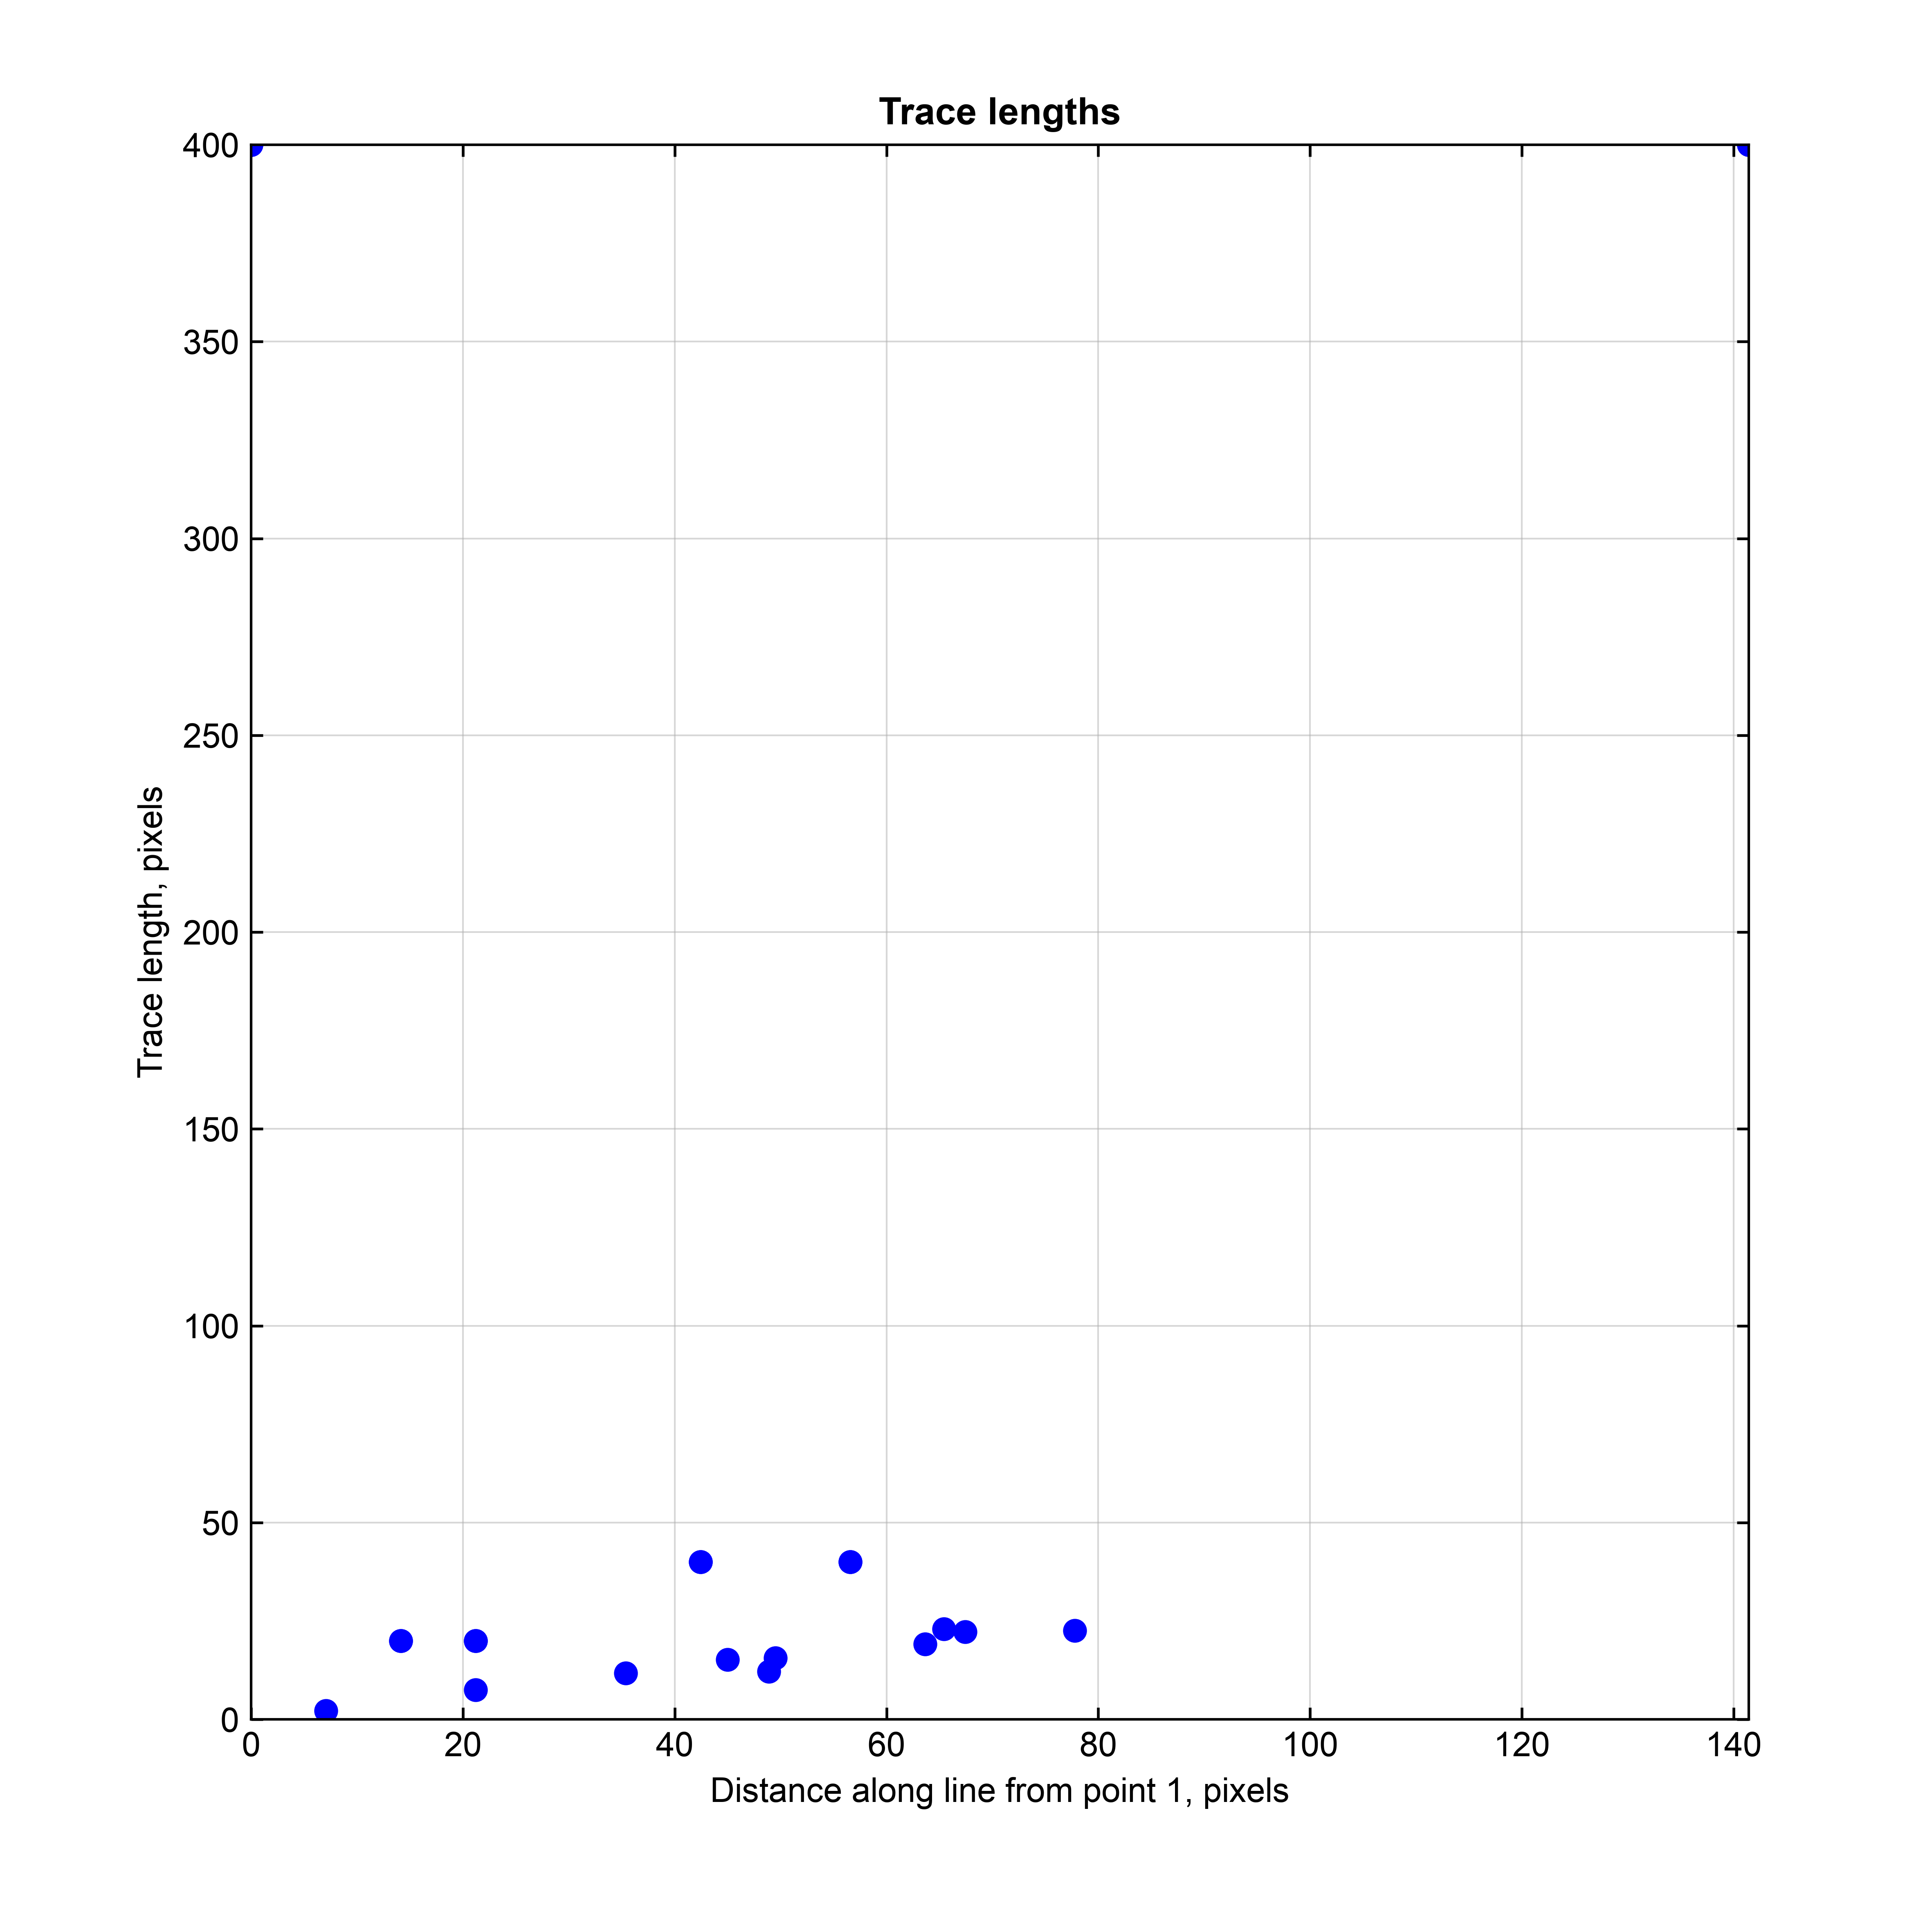 Trace lengths
400
350
300
250
200
150
100
50
0
Trace length, pixels
0 20 40 60 80 100 120 140
Distance along line from point 1, pixels